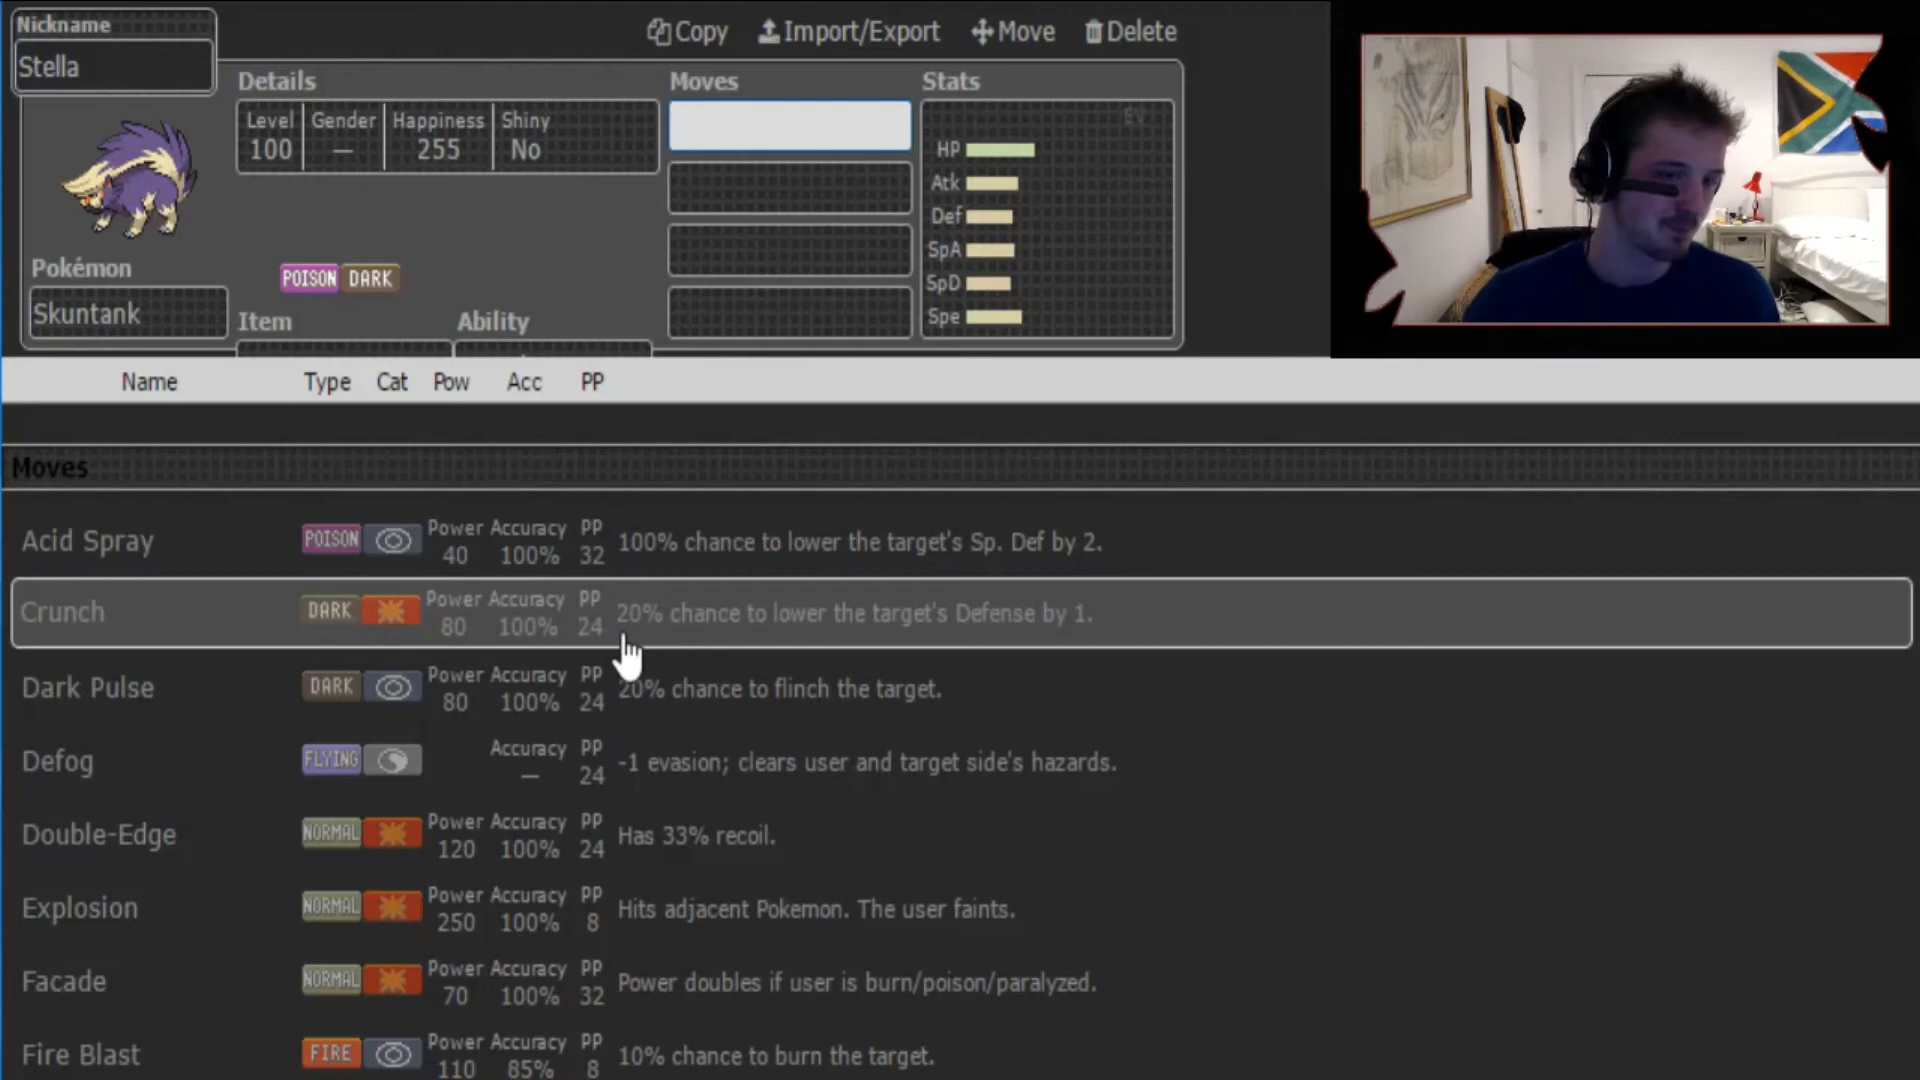 Nickname
Stella
Copy Import/Export Move Delete
Details
Level Gender Happiness Shiny
100 — 255 No
Moves
Stats
EV
HP
Atk
Def
SpA
SpD
Spe
Pokémon
Skuntank
POISON DARK
Item Ability
Name Type Cat Pow Acc PP
Moves
Acid Spray POISON Power 40 Accuracy 100% PP 32 100% chance to lower the target's Sp. Def by 2.
Crunch DARK Power 80 Accuracy 100% PP 24 20% chance to lower the target's Defense by 1.
Dark Pulse DARK Power 80 Accuracy 100% PP 24 20% chance to flinch the target.
Defog FLYING Accuracy — PP 24 -1 evasion; clears user and target side's hazards.
Double-Edge NORMAL Power 120 Accuracy 100% PP 24 Has 33% recoil.
Explosion NORMAL Power 250 Accuracy 100% PP 8 Hits adjacent Pokemon. The user faints.
Facade NORMAL Power 70 Accuracy 100% PP 32 Power doubles if user is burn/poison/paralyzed.
Fire Blast FIRE Power 110 Accuracy 85% PP 8 10% chance to burn the target.